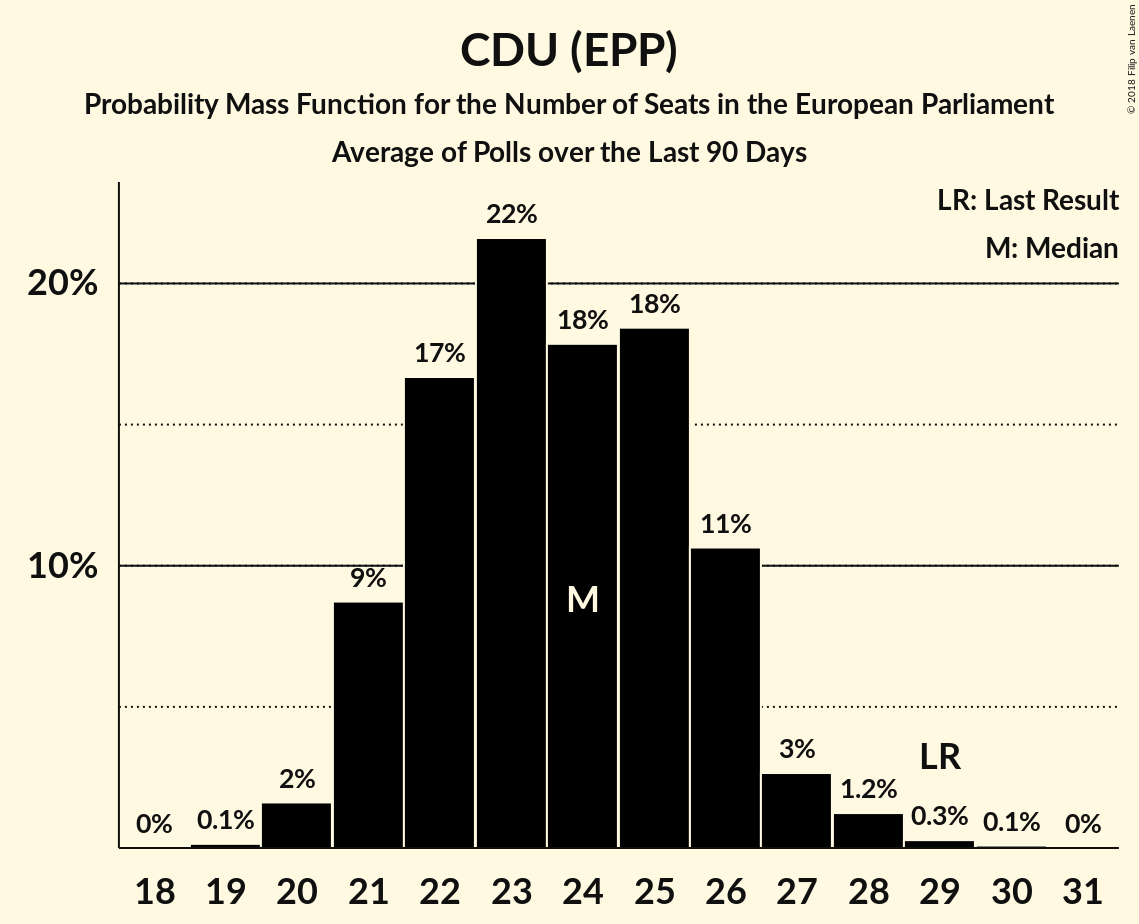 © 2018 Filip van Laenen
CDU (EPP)
Probability Mass Function for the Number of Seats in the European Parliament
Average of Polls over the Last 90 Days
LR: Last Result
M: Median
20%
10%
0%
0.1%
2%
9%
17%
22%
18%
18%
11%
3%
1.2%
0.3%
0.1%
0%
M
LR
18 19 20 21 22 23 24 25 26 27 28 29 30 31